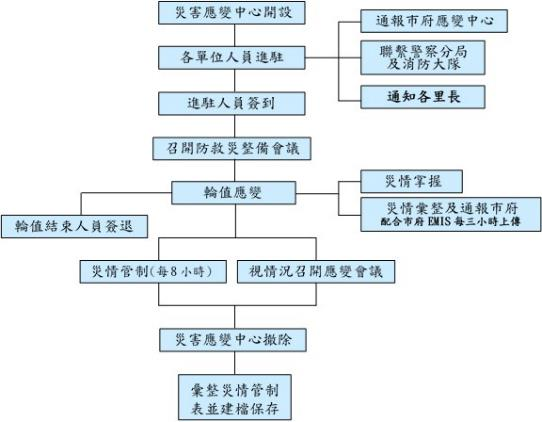 災害應變中心開設
各單位人員進駐
通報市府應變中心
聯繫警察分局
及消防大隊
通知各里長
進駐人員簽到
召開防救災整備會議
輪值應變
災情掌握
災情彙整及通報市府
配合市府 EMIS 每三小時上傳
輪值結束人員簽退
災情管制(每8小時)
視情況召開應變會議
災害應變中心撤除
彙整災情管制
表並建檔保存